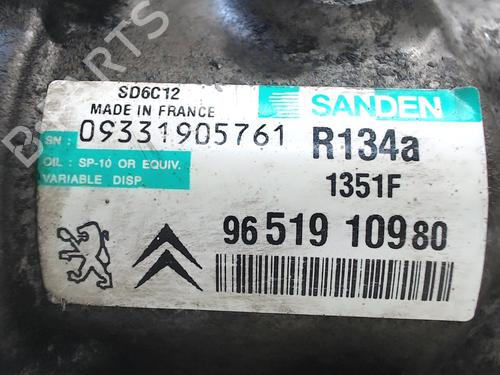 SD6C12
MADE IN FRANCE
SANDEN
SN :
09331905761
R134a
OIL : SP-10 OR EQUIV.
VARIABLE DISP.
1351F
96 519 109 80
B-PARTS